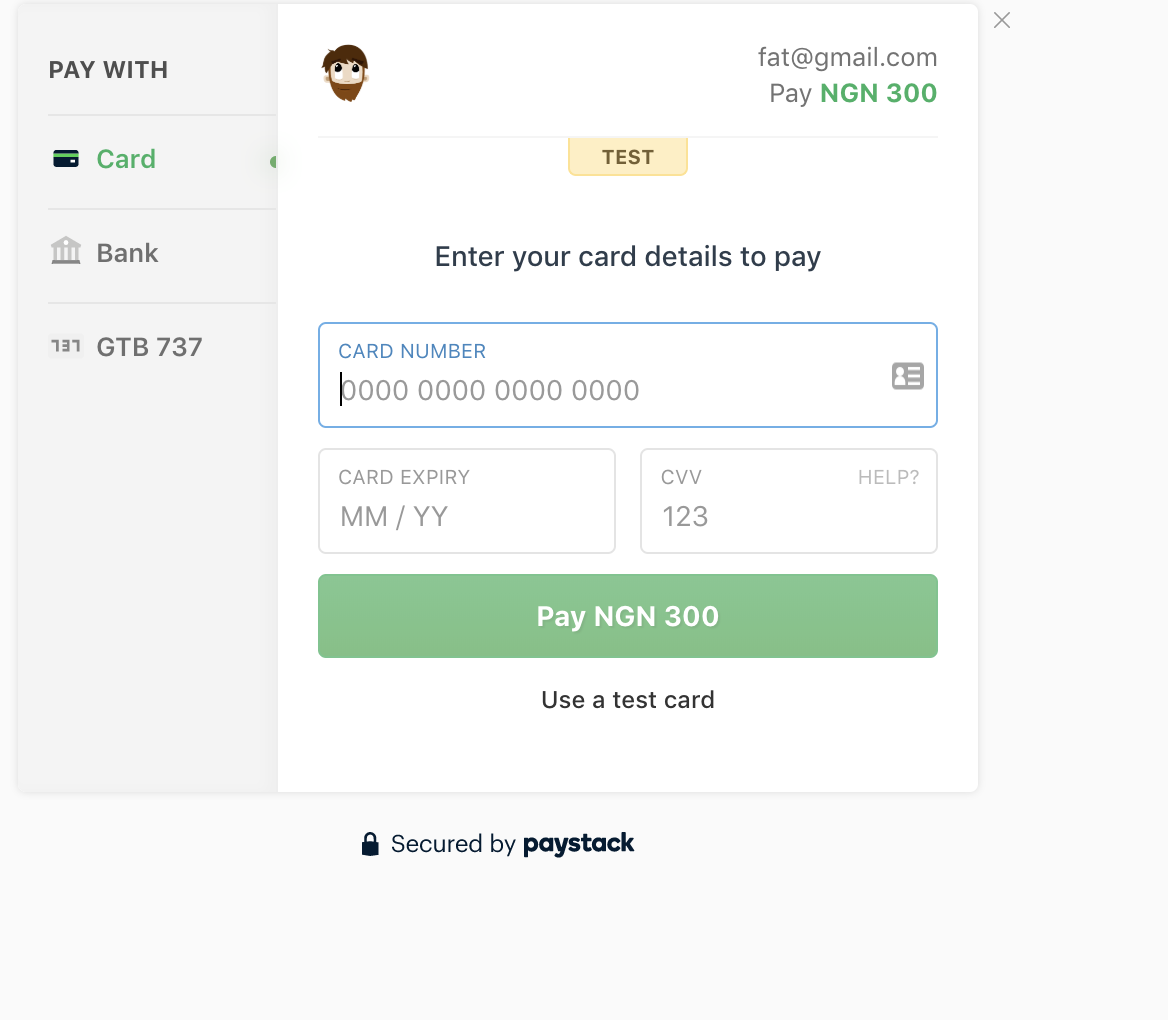 PAY WITH
Card
Bank
737 GTB 737
fat@gmail.com
Pay NGN 300
TEST
Enter your card details to pay
CARD NUMBER
0000 0000 0000 0000
CARD EXPIRY
MM / YY
CVV HELP?
123
Pay NGN 300
Use a test card
Secured by paystack